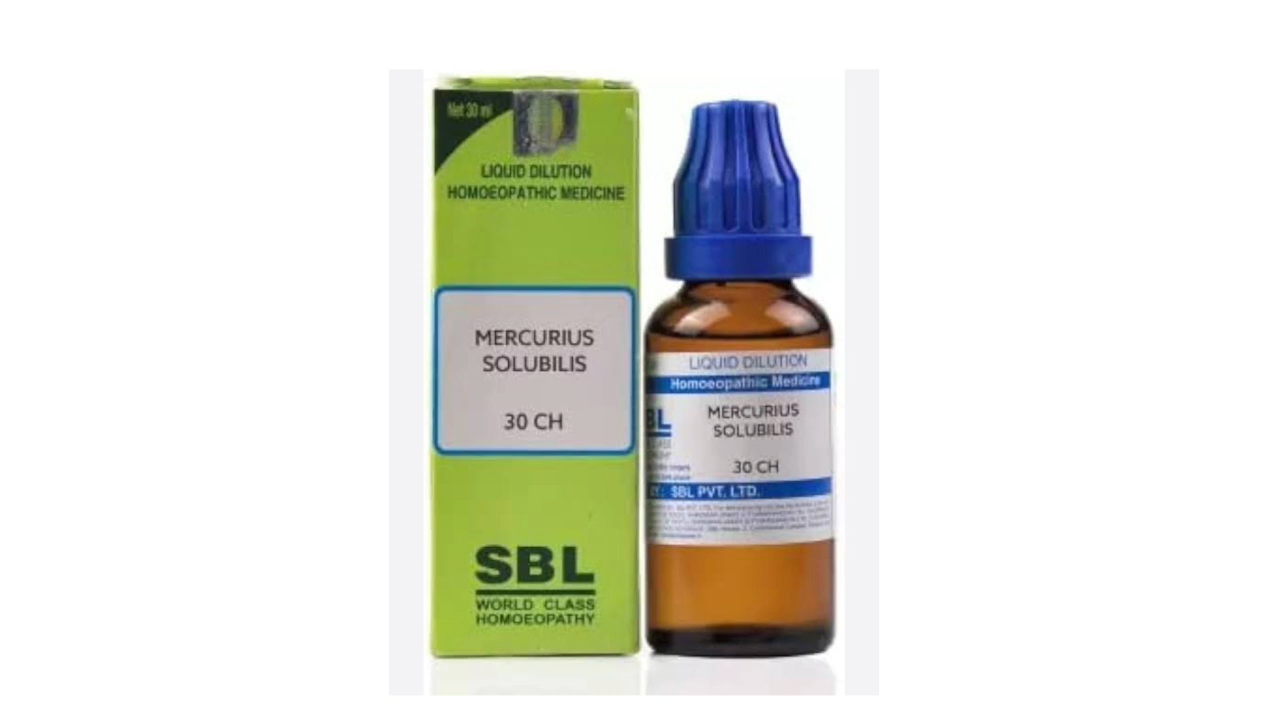 Net 30 ml
LIQUID DILUTION
HOMOEOPATHIC MEDICINE
MERCURIUS
SOLUBILIS
30 CH
SBL
WORLD CLASS
HOMOEOPATHY
LIQUID DILUTION
Homoeopathic Medicine
BL
MERCURIUS
SOLUBILIS
30 CH
SBL PVT. LTD.